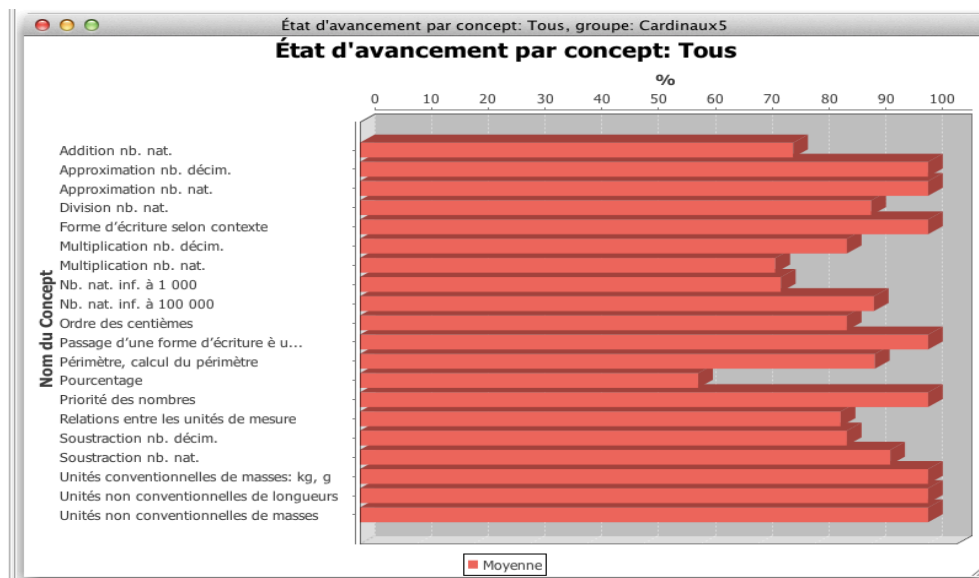 État d'avancement par concept: Tous, groupe: Cardinaux5
État d'avancement par concept: Tous
%
0 10 20 30 40 50 60 70 80 90 100
Nom du Concept
Addition nb. nat.
Approximation nb. décim.
Approximation nb. nat.
Division nb. nat.
Forme d’écriture selon contexte
Multiplication nb. décim.
Multiplication nb. nat.
Nb. nat. inf. à 1 000
Nb. nat. inf. à 100 000
Ordre des centièmes
Passage d’une forme d’écriture è u...
Périmètre, calcul du périmètre
Pourcentage
Priorité des nombres
Relations entre les unités de mesure
Soustraction nb. décim.
Soustraction nb. nat.
Unités conventionnelles de masses: kg, g
Unités non conventionnelles de longueurs
Unités non conventionnelles de masses
Moyenne